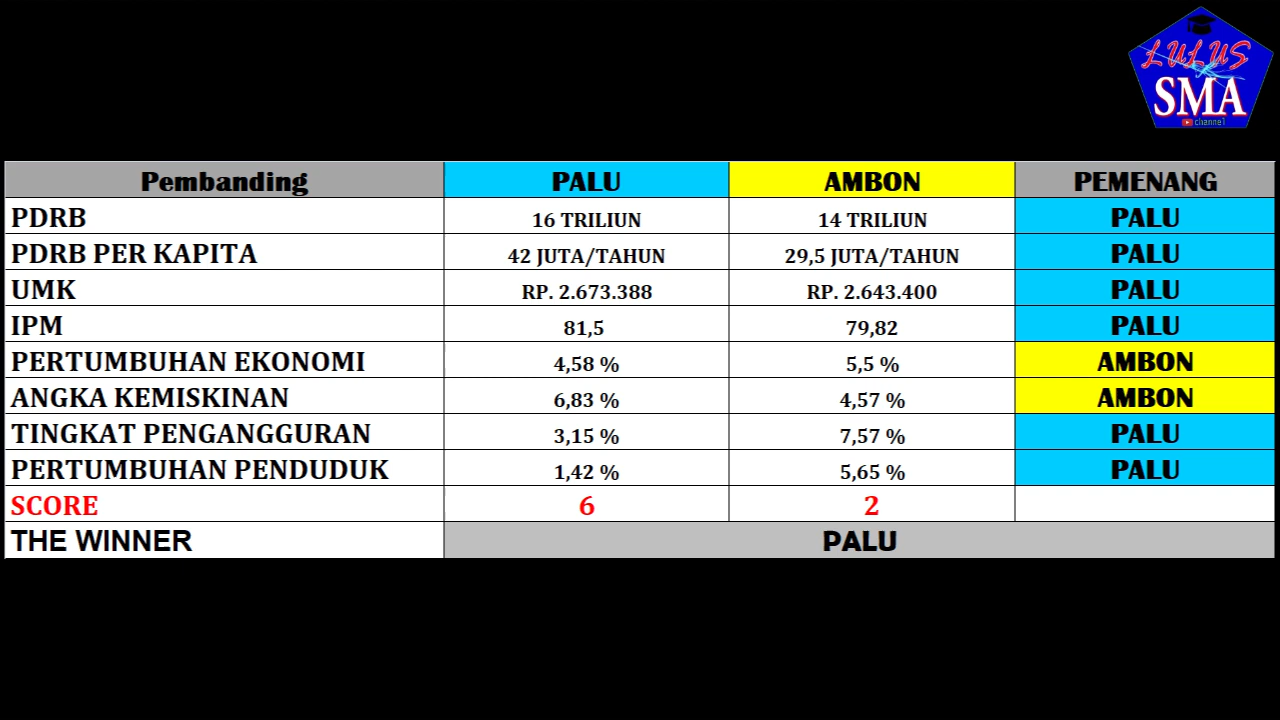 LULUS
SMA
channel
Pembanding PALU AMBON PEMENANG
PDRB 16 TRILIUN 14 TRILIUN PALU
PDRB PER KAPITA 42 JUTA/TAHUN 29,5 JUTA/TAHUN PALU
UMK RP. 2.673.388 RP. 2.643.400 PALU
IPM 81,5 79,82 PALU
PERTUMBUHAN EKONOMI 4,58 % 5,5 % AMBON
ANGKA KEMISKINAN 6,83 % 4,57 % AMBON
TINGKAT PENGANGGURAN 3,15 % 7,57 % PALU
PERTUMBUHAN PENDUDUK 1,42 % 5,65 % PALU
SCORE 6 2
THE WINNER PALU